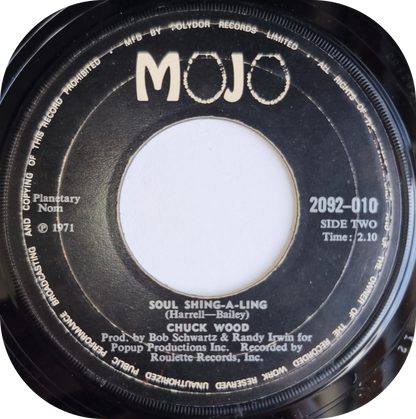 MFD. BY POLYDOR RECORDS LIMITED • ALL RIGHTS OF THE OWNER OF THE RECORDED WORK RESERVED UNAUTHORIZED PUBLIC PERFORMANCE BROADCASTING AND COPYING OF THIS RECORD PROHIBITED •
MOJO
Planetary
Nom
℗ 1971
2092-010
SIDE TWO
Time: 2.10
SOUL SHING-A-LING
(Harrell—Bailey)
CHUCK WOOD
Prod. by Bob Schwartz & Randy Irwin for
Popup Productions Inc. Recorded by
Roulette Records, Inc.